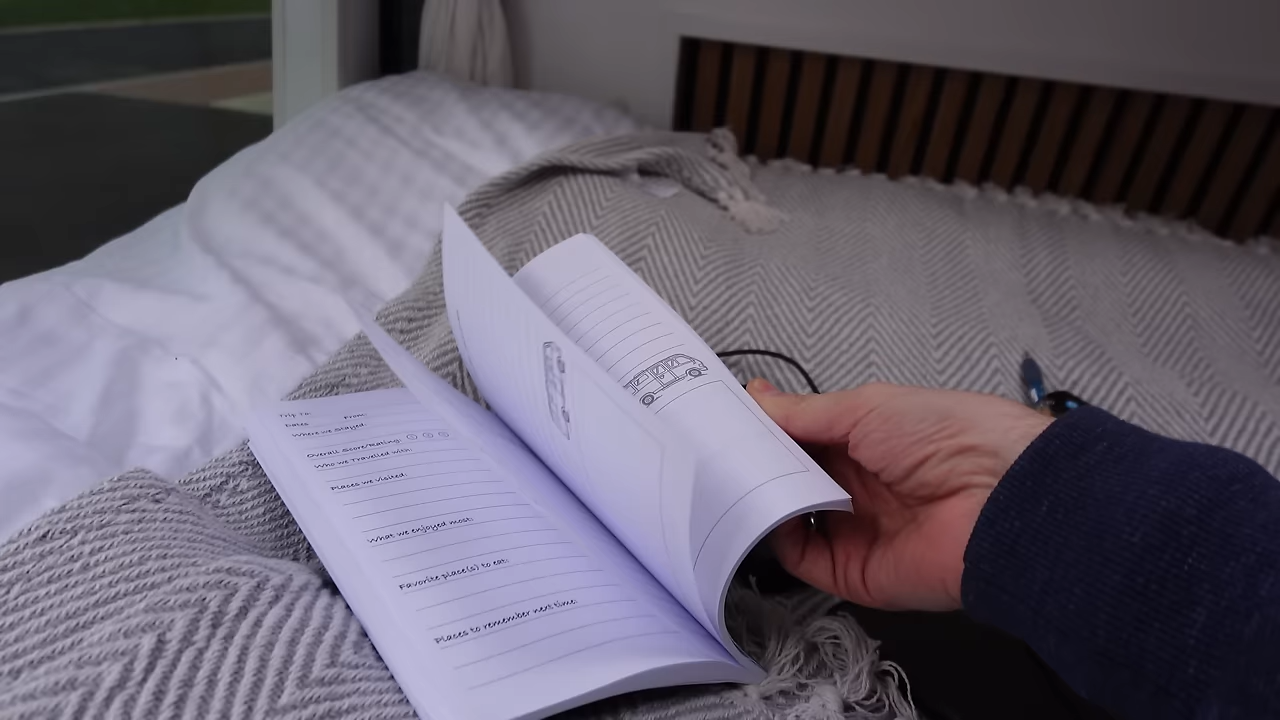 Trip To: From:
Dates
Where we Stayed:
Overall Score/Rating:
Who we Travelled with:
Places we Visited:
What we enjoyed most:
Favorite place(s) to eat:
Places to remember next time: